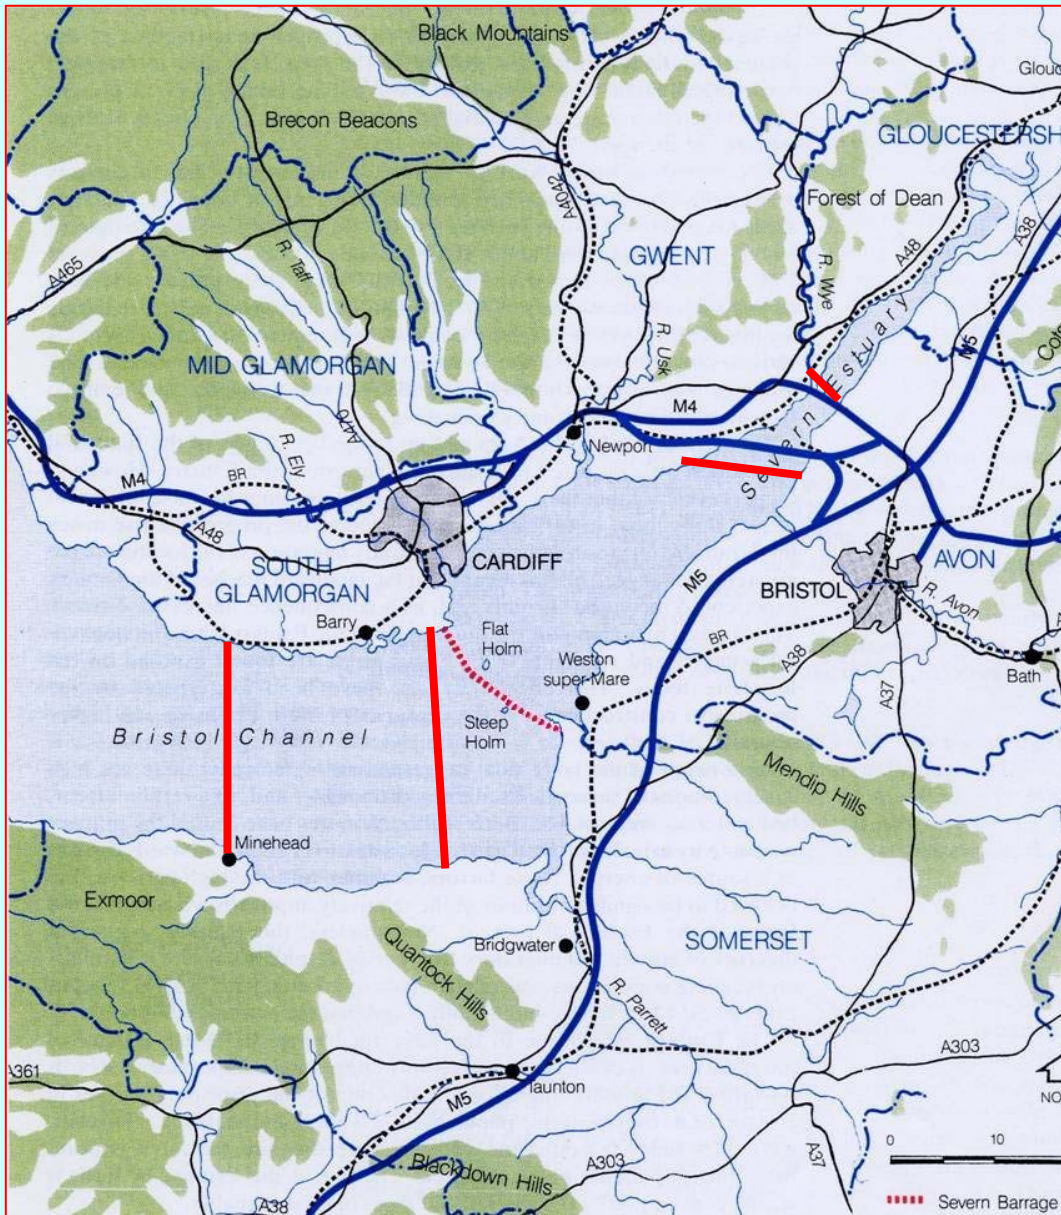 Black Mountains
Glouc
Brecon Beacons
GLOUCESTERSH
A4042
Forest of Dean
A48
A38
GWENT
R. Wye
A465
R. Taff
R. Usk
Severn Estuary
M5
Co
MID GLAMORGAN
M4
A470
Newport
R. Ely
BR
M4
A48
CARDIFF
SOUTH
GLAMORGAN
M5
AVON
BRISTOL
R. Avon
Barry
Flat
Holm
BR
A38
Weston
super-Mare
A37
Bath
Steep
Holm
Bristol Channel
Mendip Hills
Minehead
Exmoor
Quantock Hills
Bridgwater
SOMERSET
R. Parrett
A303
A361
Taunton
M5
NO
0 10
Blackdown Hills
A303
A37
A38
Severn Barrage